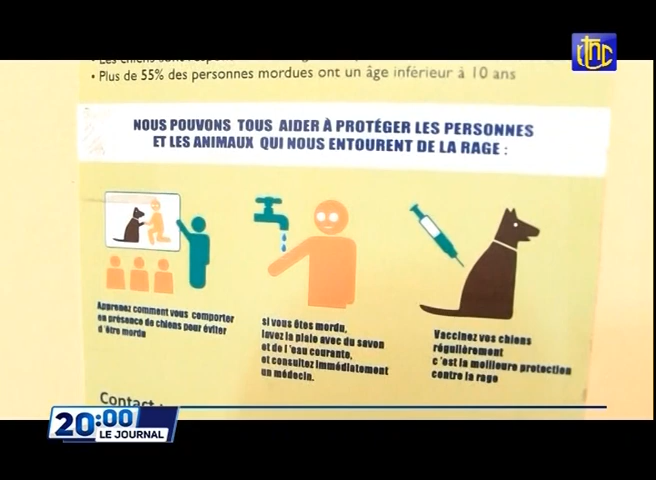 • Les chiens sont
• Plus de 55% des personnes mordues ont un âge inférieur à 10 ans
NOUS POUVONS TOUS AIDER À PROTÉGER LES PERSONNES
ET LES ANIMAUX QUI NOUS ENTOURENT DE LA RAGE :
Apprenez comment vous comporter
en présence de chiens pour éviter
d'être mordu
si vous êtes mordu,
lavez la plaie avec du savon
et de l'eau courante,
et consultez immédiatement
un médecin.
Vaccinez vos chiens
régulièrement
c'est la meilleure protection
contre la rage
Contact :
20:00
LE JOURNAL